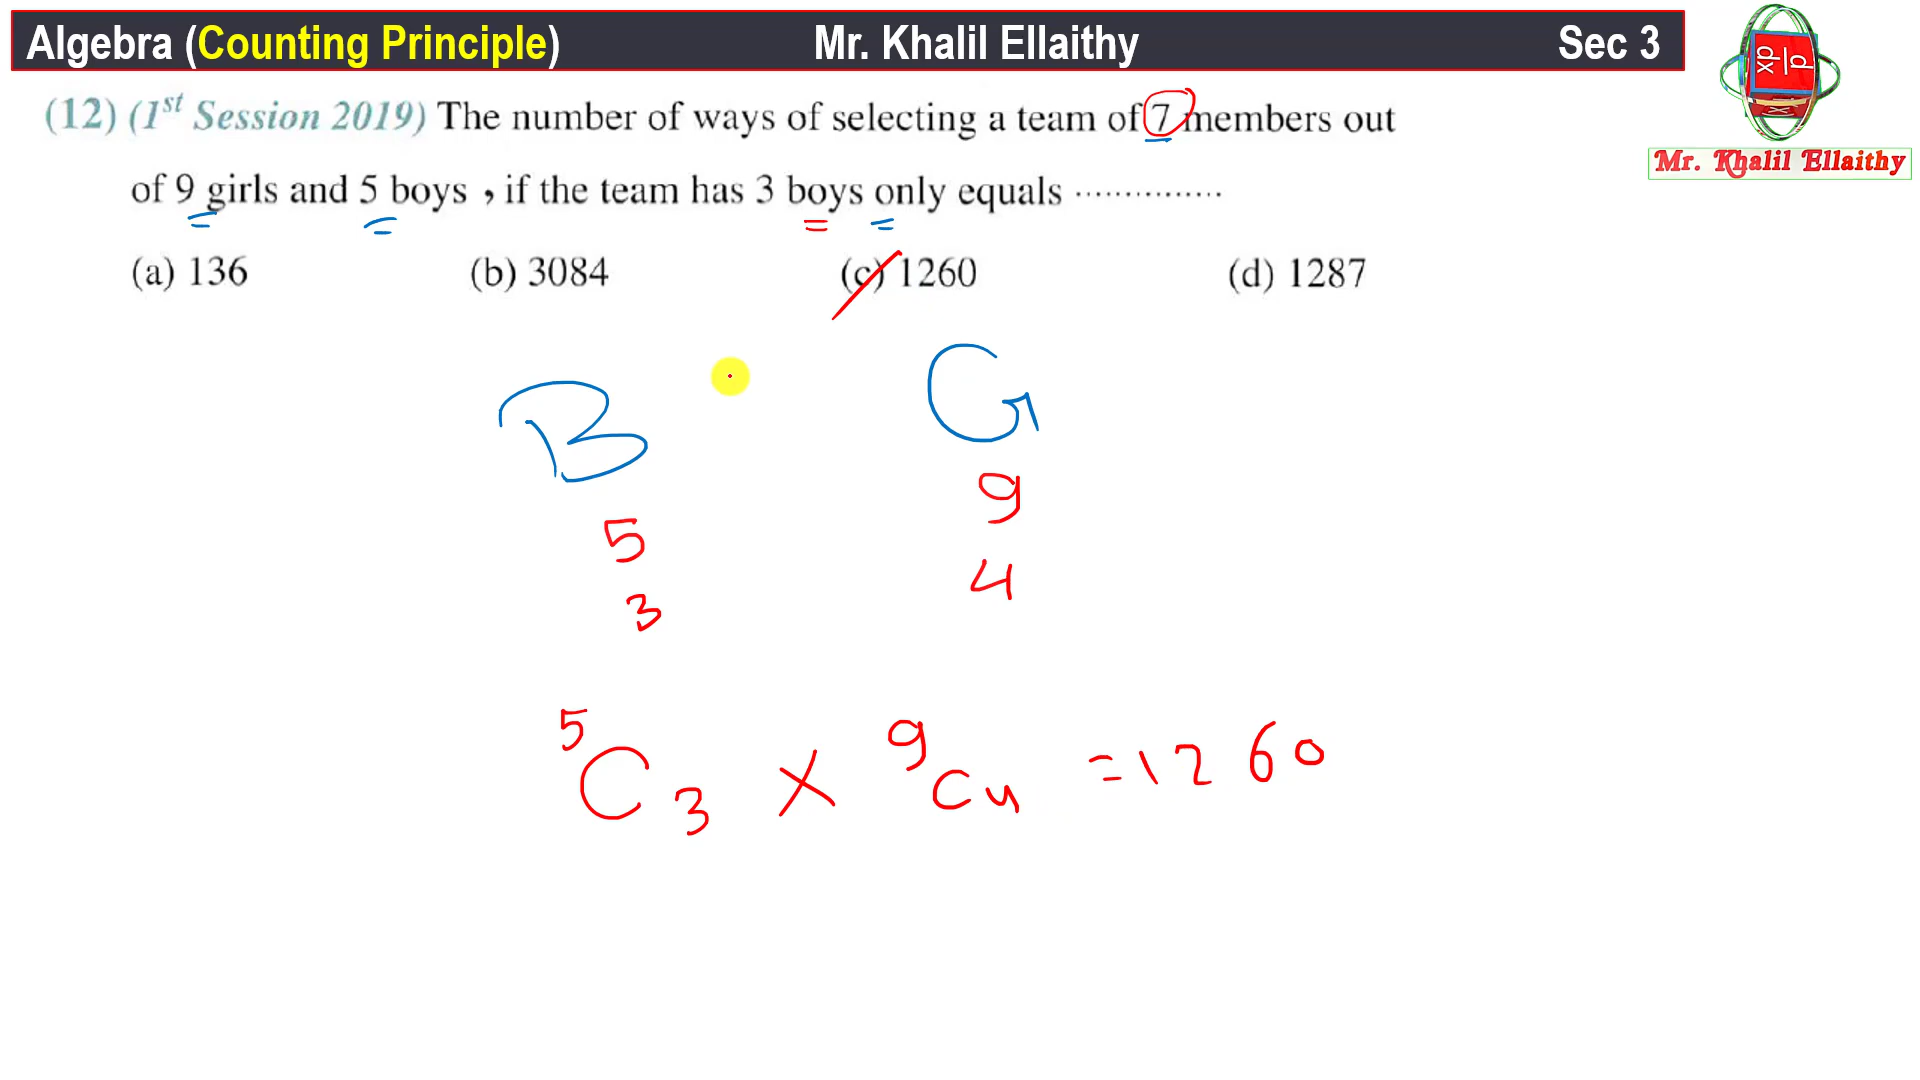 Algebra (Counting Principle) Mr. Khalil Ellaithy Sec 3
d
dx
Mr. Khalil Ellaithy
(12) (1st Session 2019) The number of ways of selecting a team of 7 members out
of 9 girls and 5 boys , if the team has 3 boys only equals ...............
(a) 136 (b) 3084 (c) 1260 (d) 1287
B G
5 9
3 4
⁵C₃ × ⁹C₄ = 1260